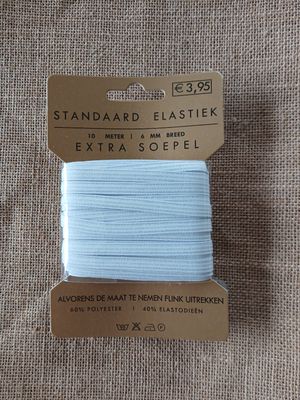 € 3,95
STANDAARD ELASTIEK
10 METER | 6 MM BREED
EXTRA SOEPEL
ALVORENS DE MAAT TE NEMEN FLINK UITREKKEN
60% POLYESTER | 40% ELASTODIEËN